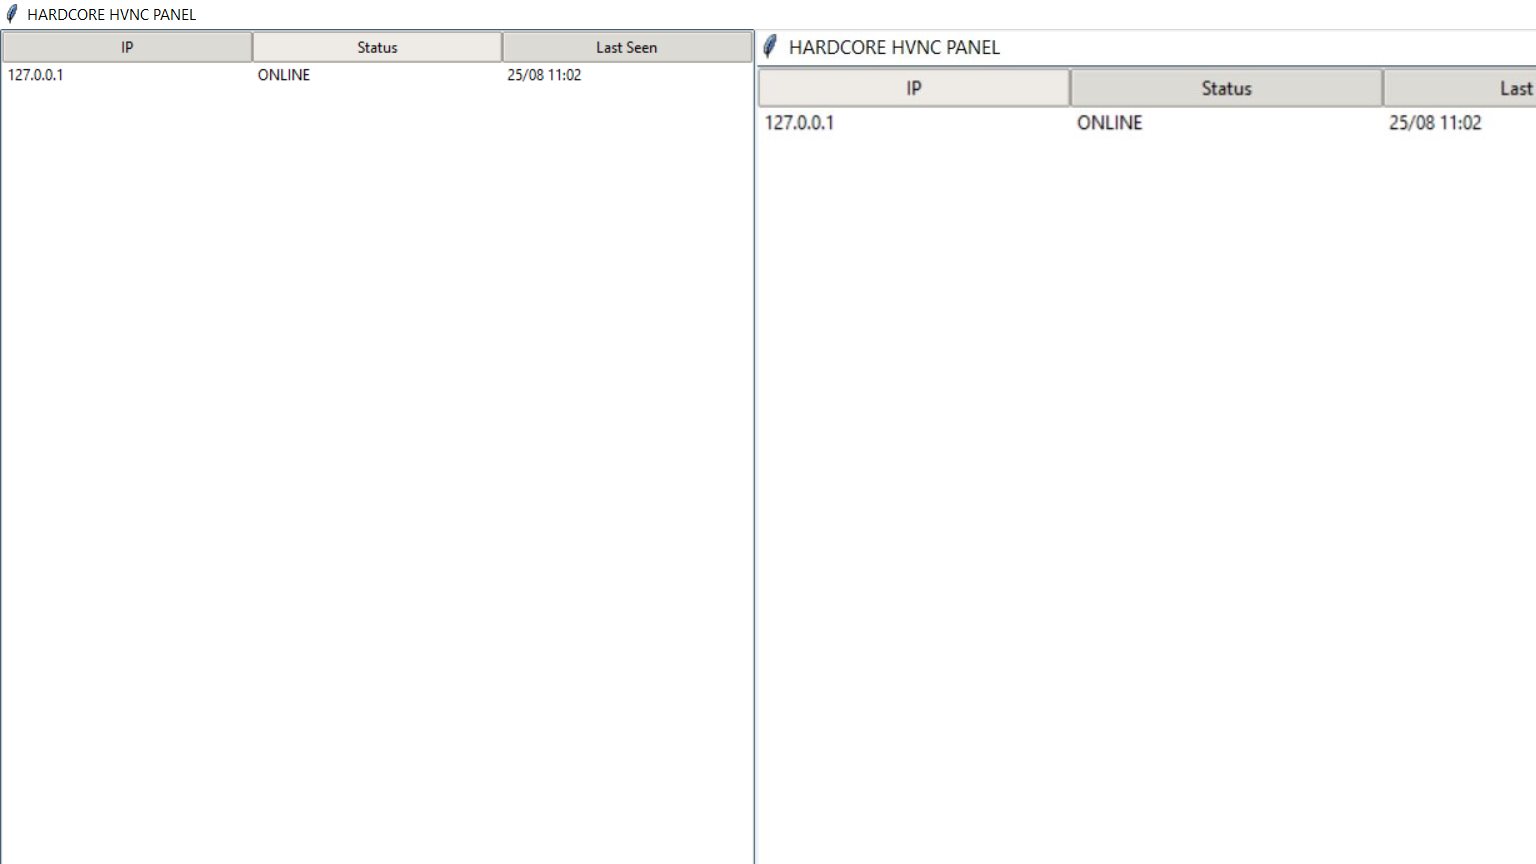 HARDCORE HVNC PANEL
IP Status Last Seen
127.0.0.1 ONLINE 25/08 11:02
HARDCORE HVNC PANEL
IP Status Last
127.0.0.1 ONLINE 25/08 11:02